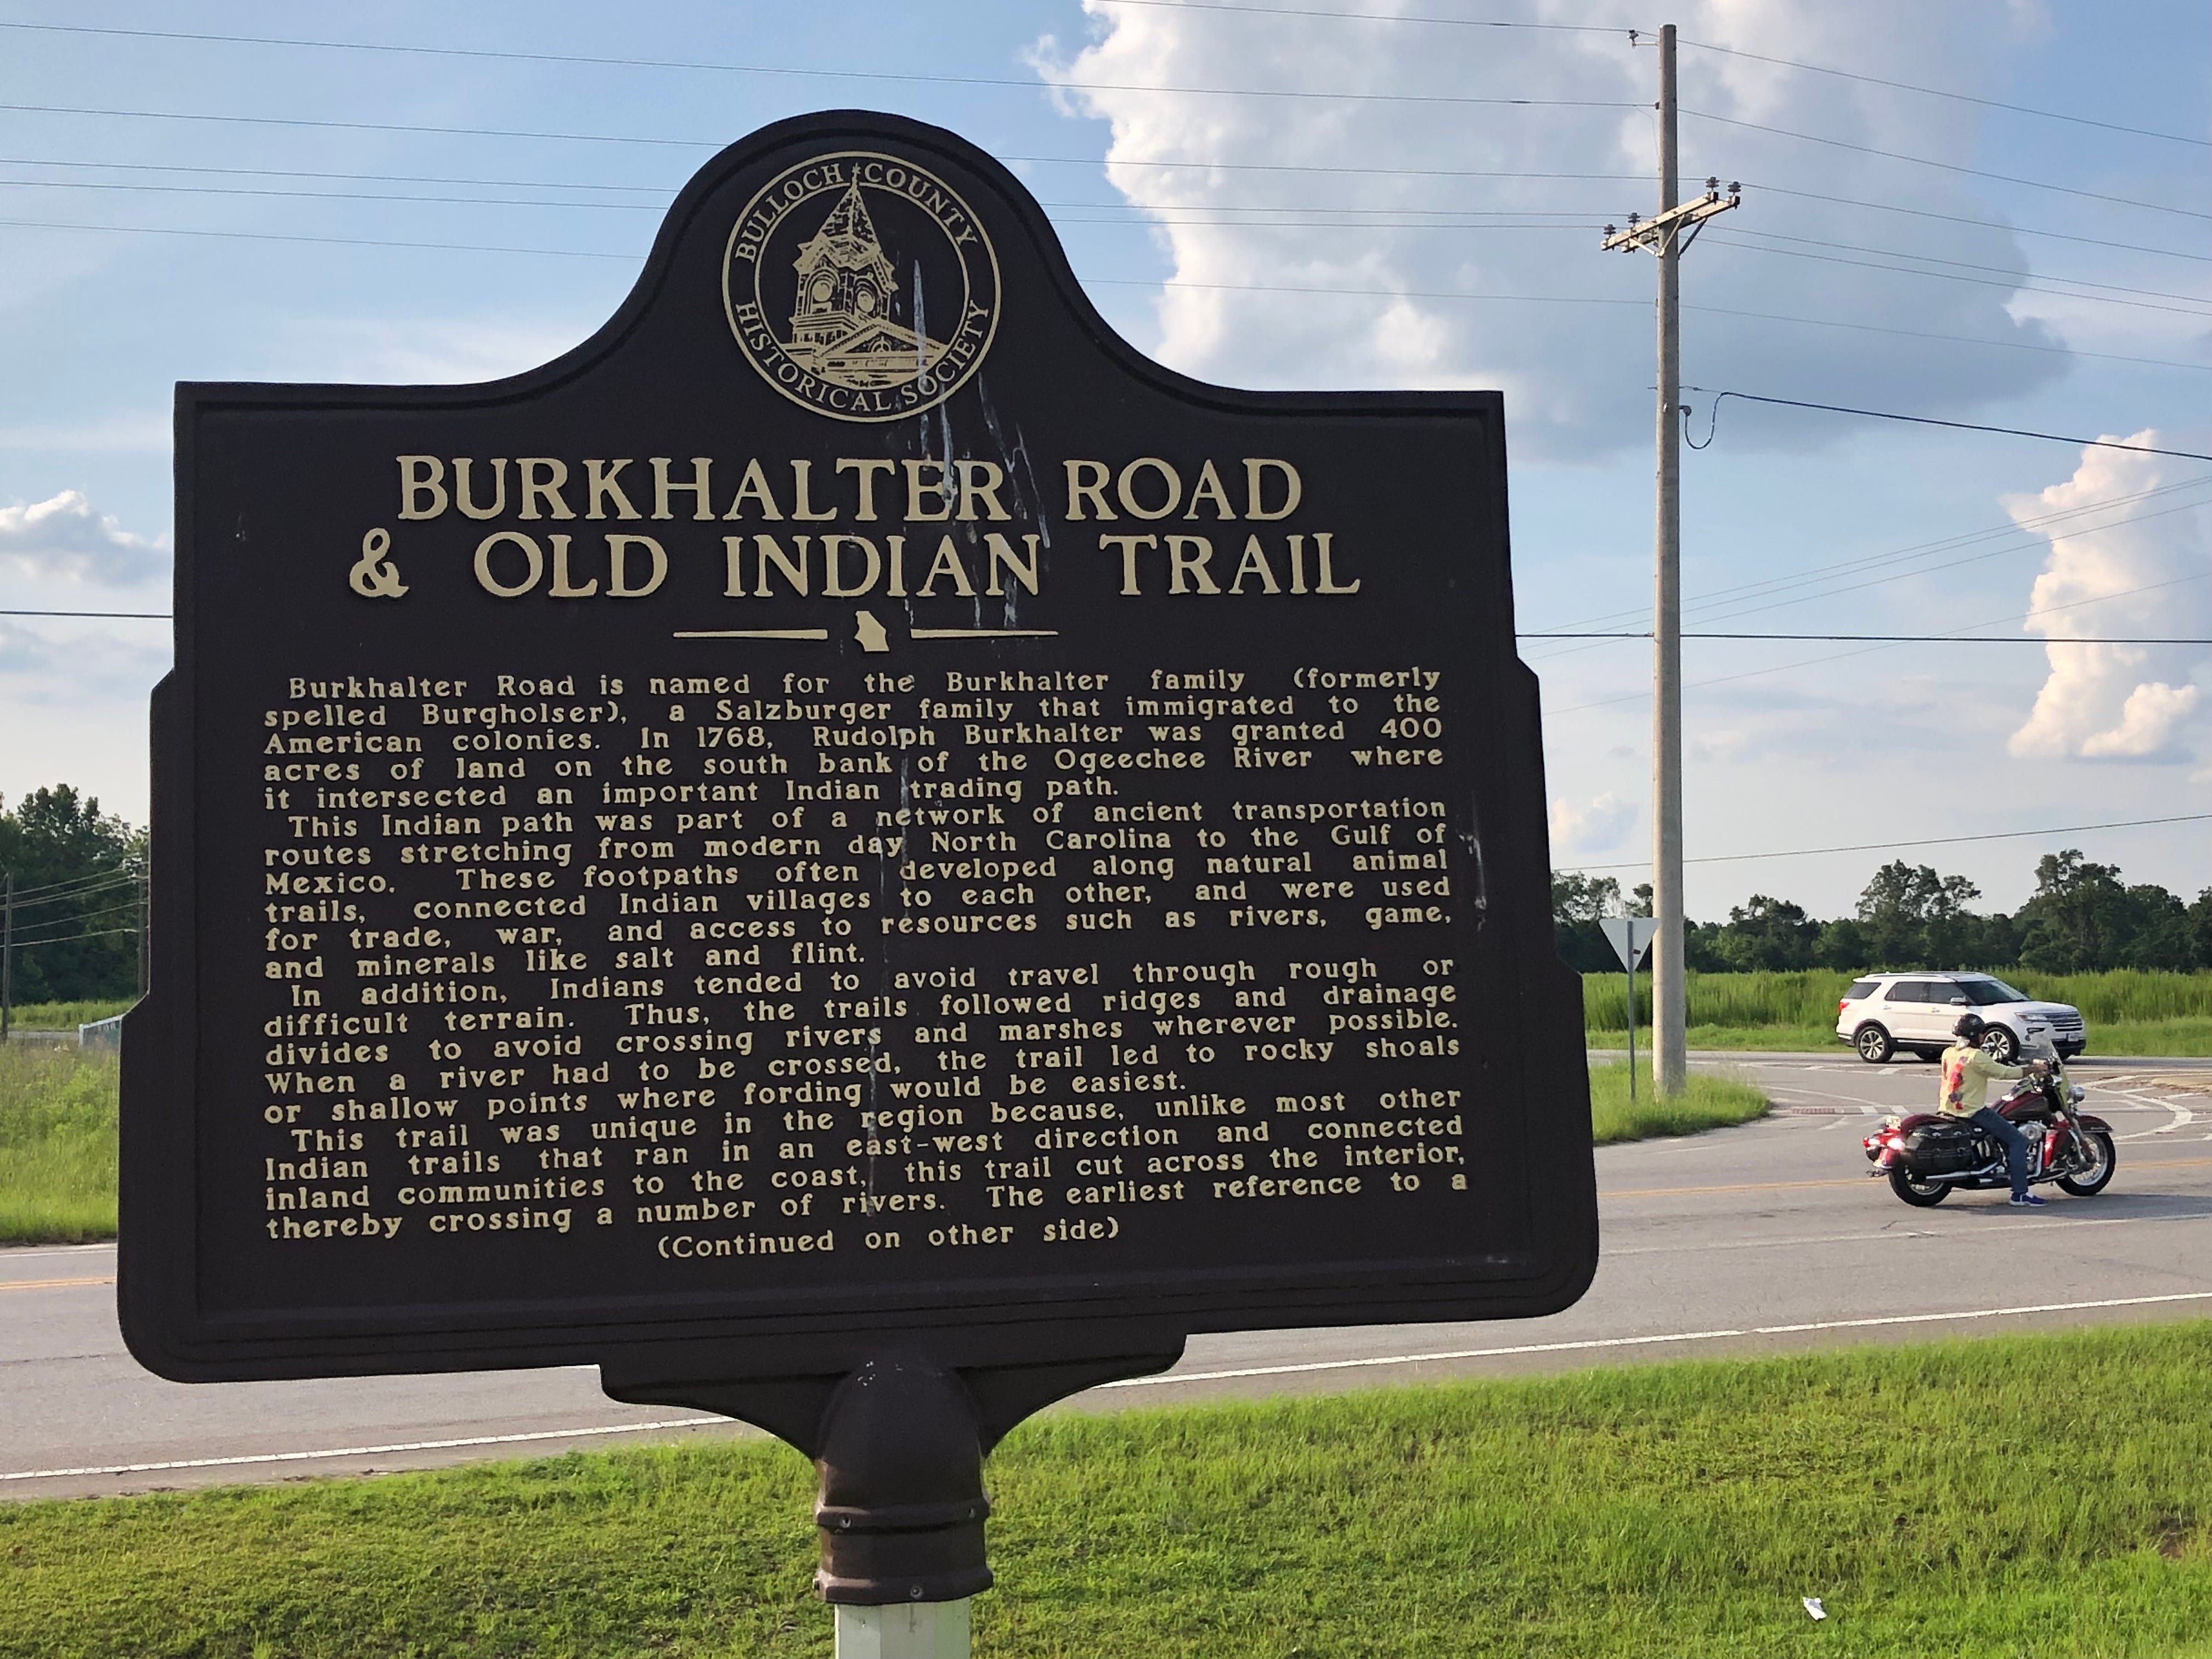 BULLOCH COUNTY
HISTORICAL SOCIETY
BURKHALTER ROAD
& OLD INDIAN TRAIL
Burkhalter Road is named for the Burkhalter family (formerly
spelled Burgholser), a Salzburger family that immigrated to the
American colonies. In 1768, Rudolph Burkhalter was granted 400
acres of land on the south bank of the Ogeechee River where
it intersected an important Indian trading path.
This Indian path was part of a network of ancient transportation
routes stretching from modern day North Carolina to the Gulf of
Mexico. These footpaths often developed along natural animal
trails, connected Indian villages to each other, and were used
for trade, war, and access to resources such as rivers, game,
and minerals like salt and flint.
In addition, Indians tended to avoid travel through rough or
difficult terrain. Thus, the trails followed ridges and drainage
divides to avoid crossing rivers and marshes wherever possible.
When a river had to be crossed, the trail led to rocky shoals
or shallow points where fording would be easiest.
This trail was unique in the region because, unlike most other
Indian trails that ran in an east-west direction and connected
inland communities to the coast, this trail cut across the interior,
thereby crossing a number of rivers. The earliest reference to a
(Continued on other side)